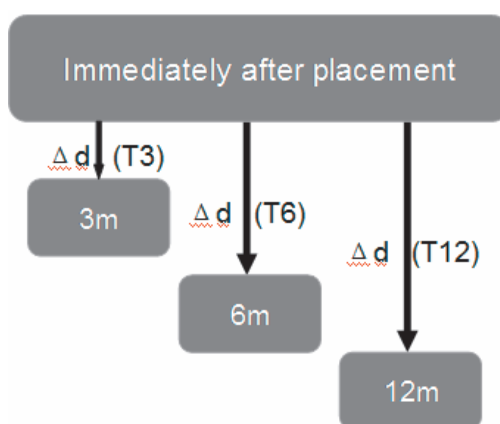 Immediately after placement
Δ d (T3)
3m
Δ d (T6)
6m
Δ d (T12)
12m